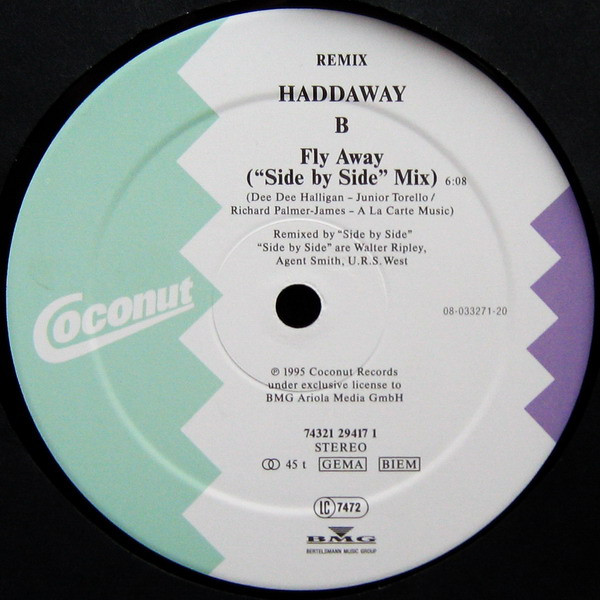 REMIX
HADDAWAY
B
Fly Away
("Side by Side" Mix) 6:08
(Dee Dee Halligan – Junior Torello /
Richard Palmer-James – A La Carte Music)
Remixed by "Side by Side"
"Side by Side" are Walter Ripley,
Agent Smith, U.R.S. West
Coconut
08-033271-20
℗ 1995 Coconut Records
under exclusive license to
BMG Ariola Media GmbH
74321 29417 1
STEREO
45 t GEMA BIEM
LC 7472
BMG
BERTELSMANN MUSIC GROUP